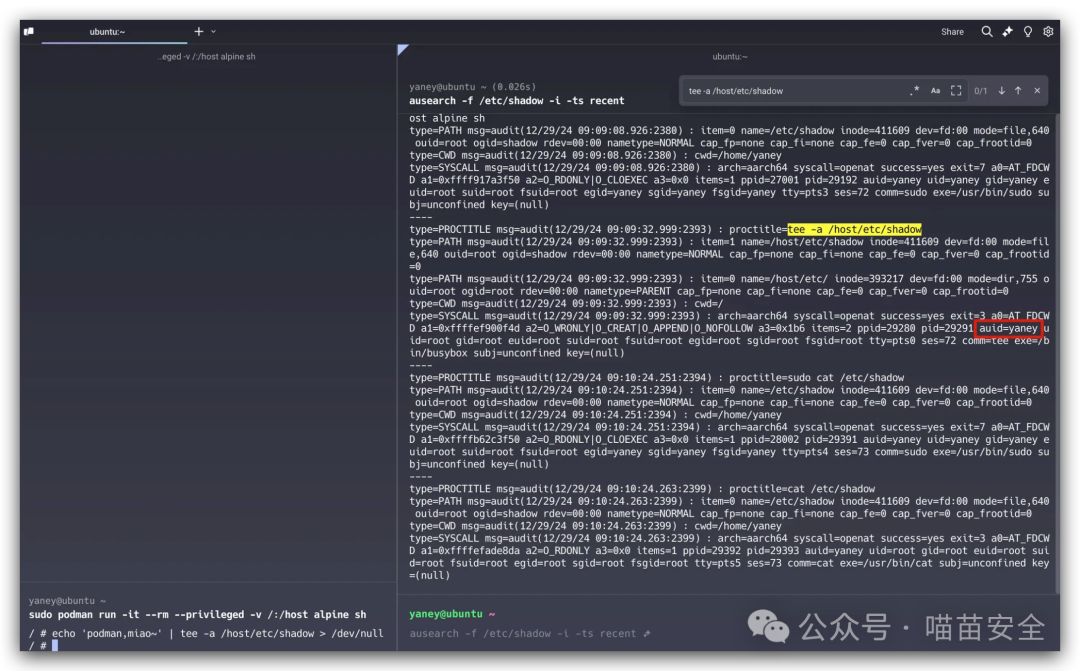 ubuntu:~
Share
..eged -v /:/host alpine sh
ubuntu:~
yaney@ubuntu ~ (0.026s)
ausearch -f /etc/shadow -i -ts recent
tee -a /host/etc/shadow
.* Aa 0/1
ost alpine sh
type=PATH msg=audit(12/29/24 09:09:08.926:2380) : item=0 name=/etc/shadow inode=411609 dev=fd:00 mode=file,640
ouid=root ogid=shadow rdev=00:00 nametype=NORMAL cap_fp=none cap_fi=none cap_fe=0 cap_fver=0 cap_frootid=0
type=CWD msg=audit(12/29/24 09:09:08.926:2380) : cwd=/home/yaney
type=SYSCALL msg=audit(12/29/24 09:09:08.926:2380) : arch=aarch64 syscall=openat success=yes exit=7 a0=AT_FDCW
D a1=0xffff917a3f50 a2=O_RDONLY|O_CLOEXEC a3=0x0 items=1 ppid=27001 pid=29192 auid=yaney uid=yaney gid=yaney e
uid=root suid=root fsuid=root egid=yaney sgid=yaney fsgid=yaney tty=pts3 ses=72 comm=sudo exe=/usr/bin/sudo su
bj=unconfined key=(null)
----
type=PROCTITLE msg=audit(12/29/24 09:09:32.999:2393) : proctitle=tee -a /host/etc/shadow
type=PATH msg=audit(12/29/24 09:09:32.999:2393) : item=1 name=/host/etc/shadow inode=411609 dev=fd:00 mode=fil
e,640 ouid=root ogid=shadow rdev=00:00 nametype=NORMAL cap_fp=none cap_fi=none cap_fe=0 cap_fver=0 cap_frootid
=0
type=PATH msg=audit(12/29/24 09:09:32.999:2393) : item=0 name=/host/etc/ inode=393217 dev=fd:00 mode=dir,755 o
uid=root ogid=root rdev=00:00 nametype=PARENT cap_fp=none cap_fi=none cap_fe=0 cap_fver=0 cap_frootid=0
type=CWD msg=audit(12/29/24 09:09:32.999:2393) : cwd=/
type=SYSCALL msg=audit(12/29/24 09:09:32.999:2393) : arch=aarch64 syscall=openat success=yes exit=3 a0=AT_FDCW
D a1=0xffffef900f4d a2=O_WRONLY|O_CREAT|O_APPEND|O_NOFOLLOW a3=0x1b6 items=2 ppid=29280 pid=29291 auid=yaney u
id=root gid=root euid=root suid=root fsuid=root egid=root sgid=root fsgid=root tty=pts0 ses=72 comm=tee exe=/b
in/busybox subj=unconfined key=(null)
----
type=PROCTITLE msg=audit(12/29/24 09:10:24.251:2394) : proctitle=sudo cat /etc/shadow
type=PATH msg=audit(12/29/24 09:10:24.251:2394) : item=0 name=/etc/shadow inode=411609 dev=fd:00 mode=file,640
ouid=root ogid=shadow rdev=00:00 nametype=NORMAL cap_fp=none cap_fi=none cap_fe=0 cap_fver=0 cap_frootid=0
type=CWD msg=audit(12/29/24 09:10:24.251:2394) : cwd=/home/yaney
type=SYSCALL msg=audit(12/29/24 09:10:24.251:2394) : arch=aarch64 syscall=openat success=yes exit=7 a0=AT_FDCW
D a1=0xffffb62c3f50 a2=O_RDONLY|O_CLOEXEC a3=0x0 items=1 ppid=28002 pid=29391 auid=yaney uid=yaney gid=yaney e
uid=root suid=root fsuid=root egid=yaney sgid=yaney fsgid=yaney tty=pts4 ses=73 comm=sudo exe=/usr/bin/sudo su
bj=unconfined key=(null)
----
type=PROCTITLE msg=audit(12/29/24 09:10:24.263:2399) : proctitle=cat /etc/shadow
type=PATH msg=audit(12/29/24 09:10:24.263:2399) : item=0 name=/etc/shadow inode=411609 dev=fd:00 mode=file,640
ouid=root ogid=shadow rdev=00:00 nametype=NORMAL cap_fp=none cap_fi=none cap_fe=0 cap_fver=0 cap_frootid=0
type=CWD msg=audit(12/29/24 09:10:24.263:2399) : cwd=/home/yaney
type=SYSCALL msg=audit(12/29/24 09:10:24.263:2399) : arch=aarch64 syscall=openat success=yes exit=3 a0=AT_FDCW
D a1=0xffffefade8da a2=O_RDONLY a3=0x0 items=1 ppid=29392 pid=29393 auid=yaney uid=root gid=root euid=root sui
d=root fsuid=root egid=root sgid=root fsgid=root tty=pts5 ses=73 comm=cat exe=/usr/bin/cat subj=unconfined key
=(null)
yaney@ubuntu ~
sudo podman run -it --rm --privileged -v /:/host alpine sh
/ # echo 'podman,miao~' | tee -a /host/etc/shadow > /dev/null
/ #
yaney@ubuntu ~
ausearch -f /etc/shadow -i -ts recent
公众号 · 喵苗安全